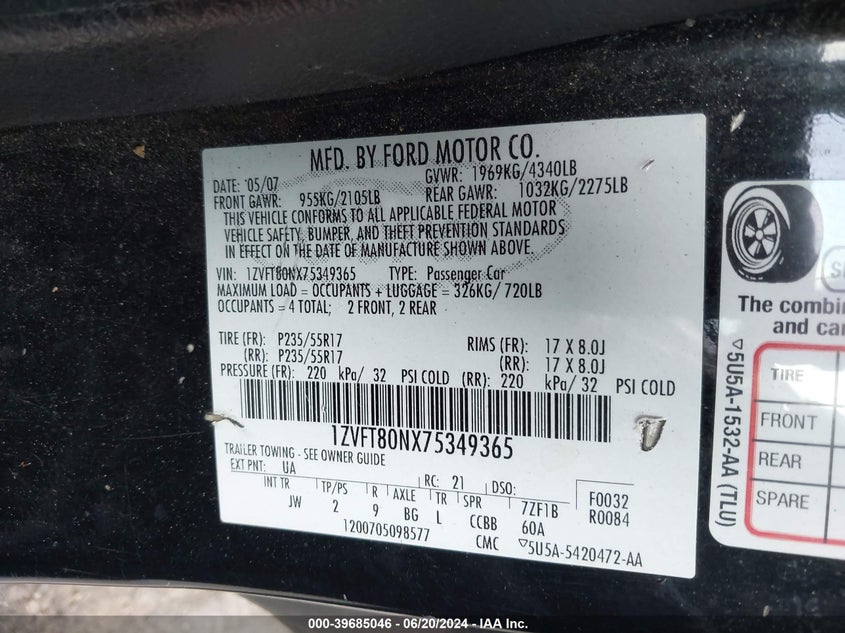 MFD. BY FORD MOTOR CO.
DATE: '05/07 GVWR: 1969KG/4340LB
FRONT GAWR: 955KG/2105LB REAR GAWR: 1032KG/2275LB
THIS VEHICLE CONFORMS TO ALL APPLICABLE FEDERAL MOTOR
VEHICLE SAFETY, BUMPER, AND THEFT PREVENTION STANDARDS
IN EFFECT ON THE DATE OF MANUFACTURE SHOWN ABOVE.
VIN: 1ZVFT80NX75349365 TYPE: Passenger Car
MAXIMUM LOAD = OCCUPANTS + LUGGAGE = 326KG/ 720LB
OCCUPANTS = 4 TOTAL; 2 FRONT, 2 REAR
TIRE (FR): P235/55R17 RIMS (FR): 17 X 8.0J
(RR): P235/55R17 (RR): 17 X 8.0J
PRESSURE (FR): 220 kPa/ 32 PSI COLD (RR): 220 kPa/ 32 PSI COLD
1ZVFT80NX75349365
TRAILER TOWING - SEE OWNER GUIDE
EXT PNT: UA RC: 21 DSO:
INT TR TP/PS R AXLE TR SPR 7ZF1B F0032
JW 2 9 BG L CCBB 60A R0084
1200705098577 CMC ▽5U5A-5420472-AA
The combin
and car
TIRE
FRONT
REAR
SPARE
▽5U5A-1532-AA (TLU)
000-39685046 - 06/20/2024 - IAAI.COM